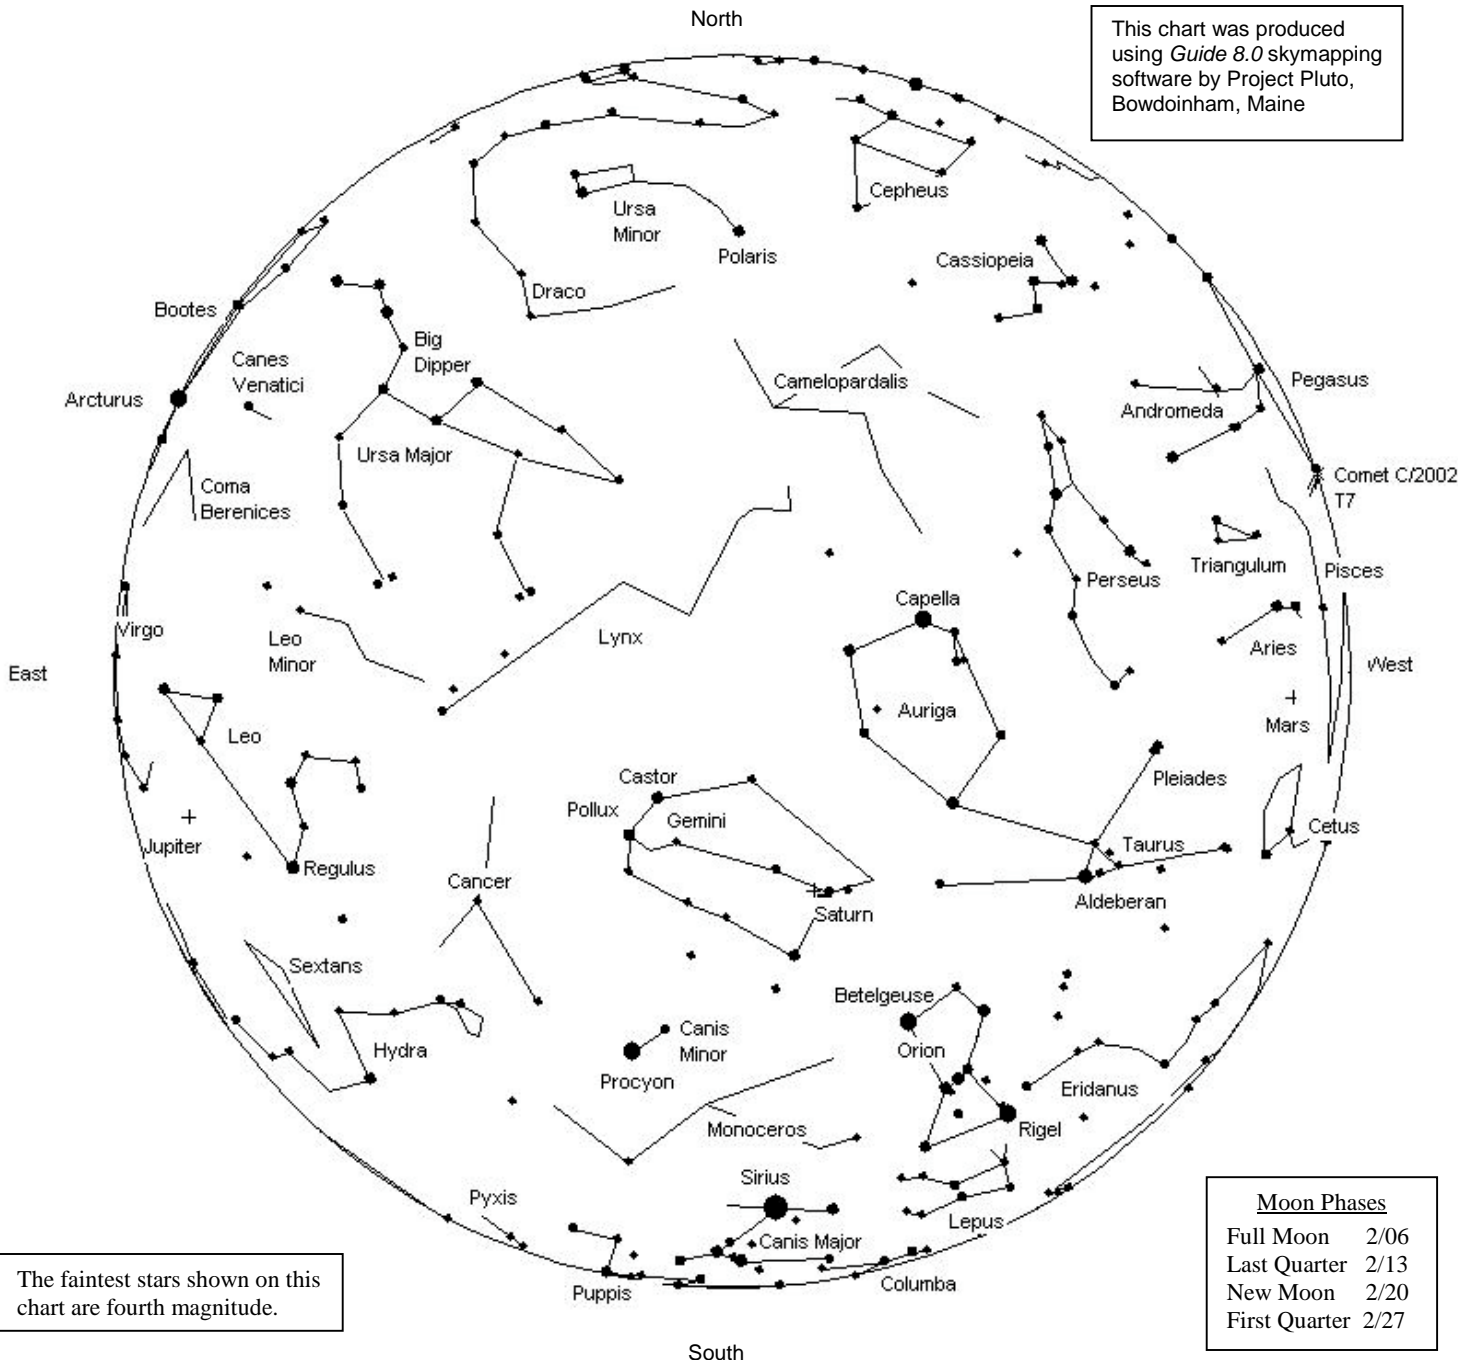 North
This chart was produced
using Guide 8.0 skymapping
software by Project Pluto,
Bowdoinham, Maine
Cepheus
Ursa
Minor
Polaris
Cassiopeia
Draco
Bootes
Big
Dipper
Canes
Venatici
Camelopardalis
Pegasus
Arcturus
Andromeda
Ursa Major
Comet C/2002
T7
Coma
Berenices
Triangulum
Pisces
Perseus
Capella
Virgo
Leo
Minor
Lynx
Aries
East
West
Auriga
Mars
Leo
Castor
Pleiades
Pollux
Gemini
Cetus
Jupiter
Taurus
Regulus
Cancer
Aldeberan
Saturn
Sextans
Betelgeuse
Canis
Minor
Hydra
Orion
Procyon
Eridanus
Monoceros
Rigel
Sirius
Pyxis
Lepus
Canis Major
Columba
Puppis
Moon Phases
Full Moon 2/06
Last Quarter 2/13
New Moon 2/20
First Quarter 2/27
The faintest stars shown on this
chart are fourth magnitude.
South